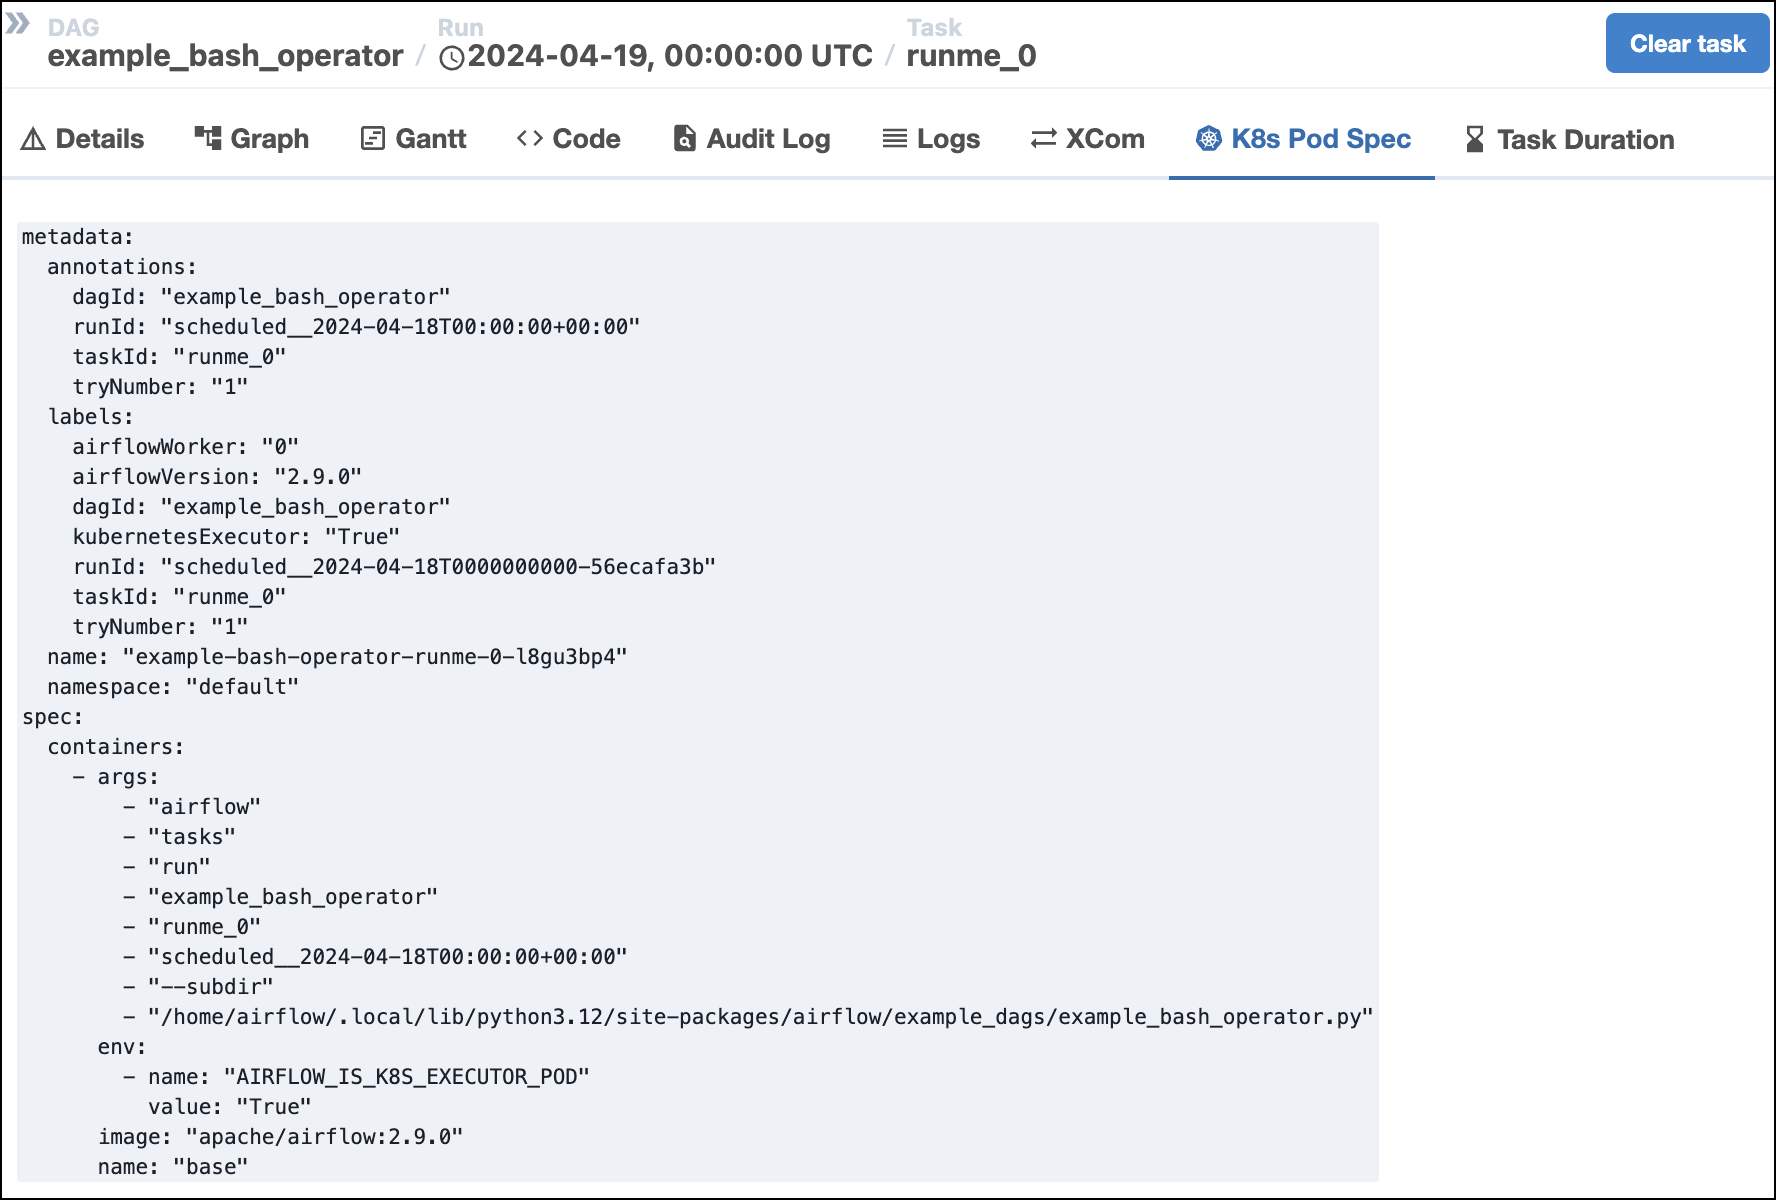 DAG
example_bash_operator / Run 2024-04-19, 00:00:00 UTC / Task runme_0
Clear task
Details Graph Gantt Code Audit Log Logs XCom K8s Pod Spec Task Duration
metadata:
  annotations:
    dagId: "example_bash_operator"
    runId: "scheduled__2024-04-18T00:00:00+00:00"
    taskId: "runme_0"
    tryNumber: "1"
  labels:
    airflowWorker: "0"
    airflowVersion: "2.9.0"
    dagId: "example_bash_operator"
    kubernetesExecutor: "True"
    runId: "scheduled__2024-04-18T0000000000-56ecafa3b"
    taskId: "runme_0"
    tryNumber: "1"
  name: "example-bash-operator-runme-0-l8gu3bp4"
  namespace: "default"
spec:
  containers:
    - args:
        - "airflow"
        - "tasks"
        - "run"
        - "example_bash_operator"
        - "runme_0"
        - "scheduled__2024-04-18T00:00:00+00:00"
        - "--subdir"
        - "/home/airflow/.local/lib/python3.12/site-packages/airflow/example_dags/example_bash_operator.py"
      env:
        - name: "AIRFLOW_IS_K8S_EXECUTOR_POD"
          value: "True"
      image: "apache/airflow:2.9.0"
      name: "base"